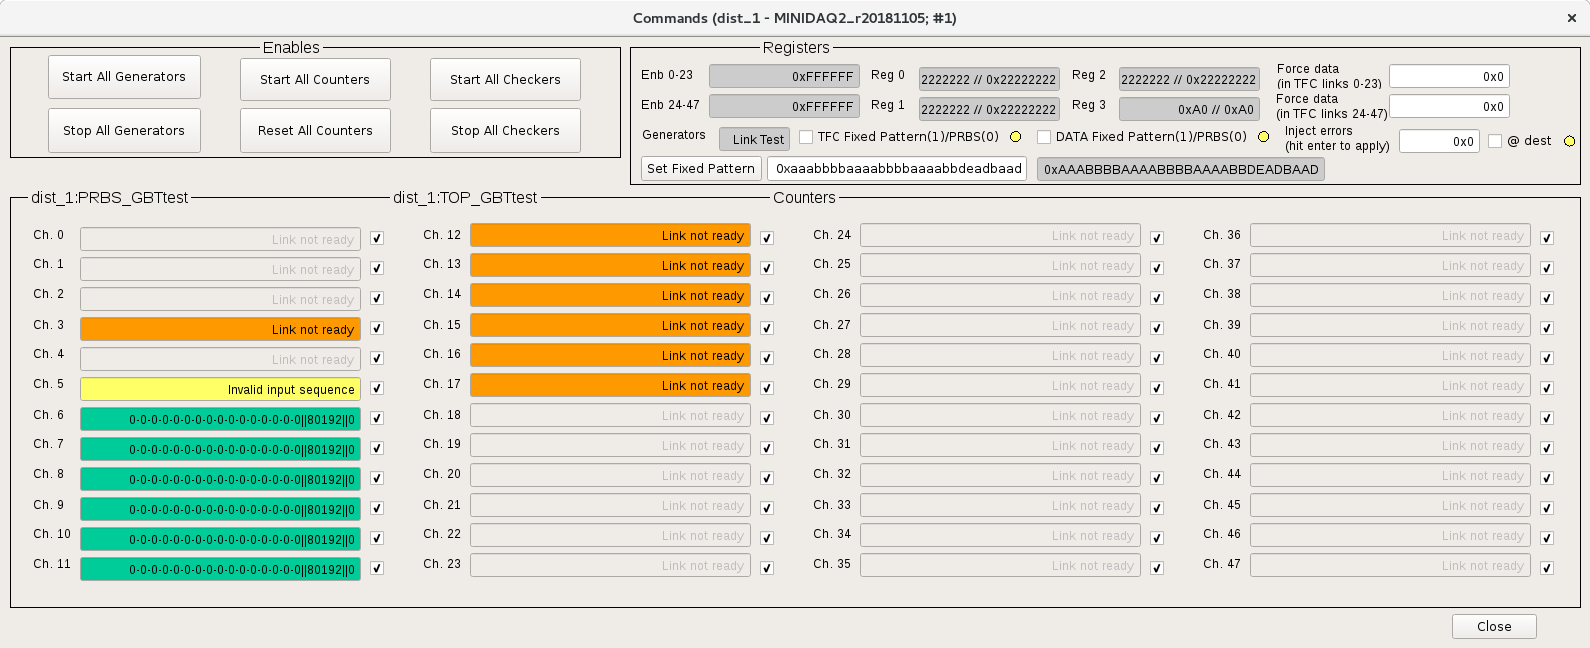 Commands (dist_1 - MINIDAQ2_r20181105; #1)
Enables
Start All Generators Start All Counters Start All Checkers
Stop All Generators Reset All Counters Stop All Checkers
Registers
Enb 0-23 0xFFFFFF Reg 0 2222222 // 0x22222222 Reg 2 2222222 // 0x22222222 Force data (in TFC links 0-23) 0x0
Enb 24-47 0xFFFFFF Reg 1 2222222 // 0x22222222 Reg 3 0xA0 // 0xA0 Force data (in TFC links 24-47) 0x0
Generators Link Test TFC Fixed Pattern(1)/PRBS(0) DATA Fixed Pattern(1)/PRBS(0) Inject errors (hit enter to apply) 0x0 @ dest
Set Fixed Pattern 0xaaabbbbaaaabbbbaaaabbdeadbaad 0xAAABBBBAAAABBBBAAAABBDEADBAAD
dist_1:PRBS_GBTtest dist_1:TOP_GBTtest Counters
Ch. 0 Link not ready Ch. 12 Link not ready Ch. 24 Link not ready Ch. 36 Link not ready
Ch. 1 Link not ready Ch. 13 Link not ready Ch. 25 Link not ready Ch. 37 Link not ready
Ch. 2 Link not ready Ch. 14 Link not ready Ch. 26 Link not ready Ch. 38 Link not ready
Ch. 3 Link not ready Ch. 15 Link not ready Ch. 27 Link not ready Ch. 39 Link not ready
Ch. 4 Link not ready Ch. 16 Link not ready Ch. 28 Link not ready Ch. 40 Link not ready
Ch. 5 Invalid input sequence Ch. 17 Link not ready Ch. 29 Link not ready Ch. 41 Link not ready
Ch. 6 0-0-0-0-0-0-0-0-0-0-0-0-0-0-0-0||80192||0 Ch. 18 Link not ready Ch. 30 Link not ready Ch. 42 Link not ready
Ch. 7 0-0-0-0-0-0-0-0-0-0-0-0-0-0-0-0||80192||0 Ch. 19 Link not ready Ch. 31 Link not ready Ch. 43 Link not ready
Ch. 8 0-0-0-0-0-0-0-0-0-0-0-0-0-0-0-0||80192||0 Ch. 20 Link not ready Ch. 32 Link not ready Ch. 44 Link not ready
Ch. 9 0-0-0-0-0-0-0-0-0-0-0-0-0-0-0-0||80192||0 Ch. 21 Link not ready Ch. 33 Link not ready Ch. 45 Link not ready
Ch. 10 0-0-0-0-0-0-0-0-0-0-0-0-0-0-0-0||80192||0 Ch. 22 Link not ready Ch. 34 Link not ready Ch. 46 Link not ready
Ch. 11 0-0-0-0-0-0-0-0-0-0-0-0-0-0-0-0||80192||0 Ch. 23 Link not ready Ch. 35 Link not ready Ch. 47 Link not ready
Close